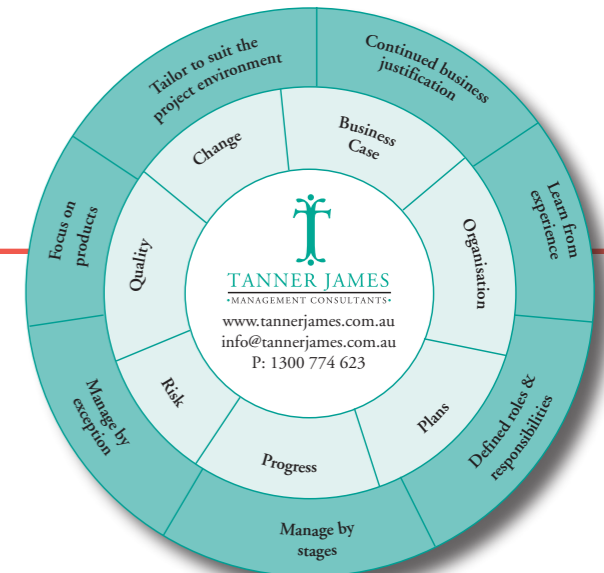 Continued business
justification
Learn from
experience
Defined roles &
responsibilities
Manage by
stages
Manage by
exception
Focus on
products
Tailor to suit the
project environment
Business
Case
Organisation
Plans
Progress
Risk
Quality
Change
TANNER JAMES
•MANAGEMENT CONSULTANTS•
www.tannerjames.com.au
info@tannerjames.com.au
P: 1300 774 623